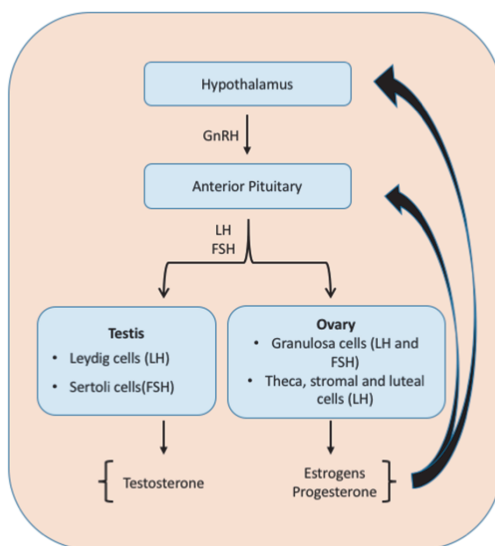 Hypothalamus
GnRH
Anterior Pituitary
LH
FSH
Testis
• Leydig cells (LH)
• Sertoli cells(FSH)
Ovary
• Granulosa cells (LH and
FSH)
• Theca, stromal and luteal
cells (LH)
Testosterone
Estrogens
Progesterone